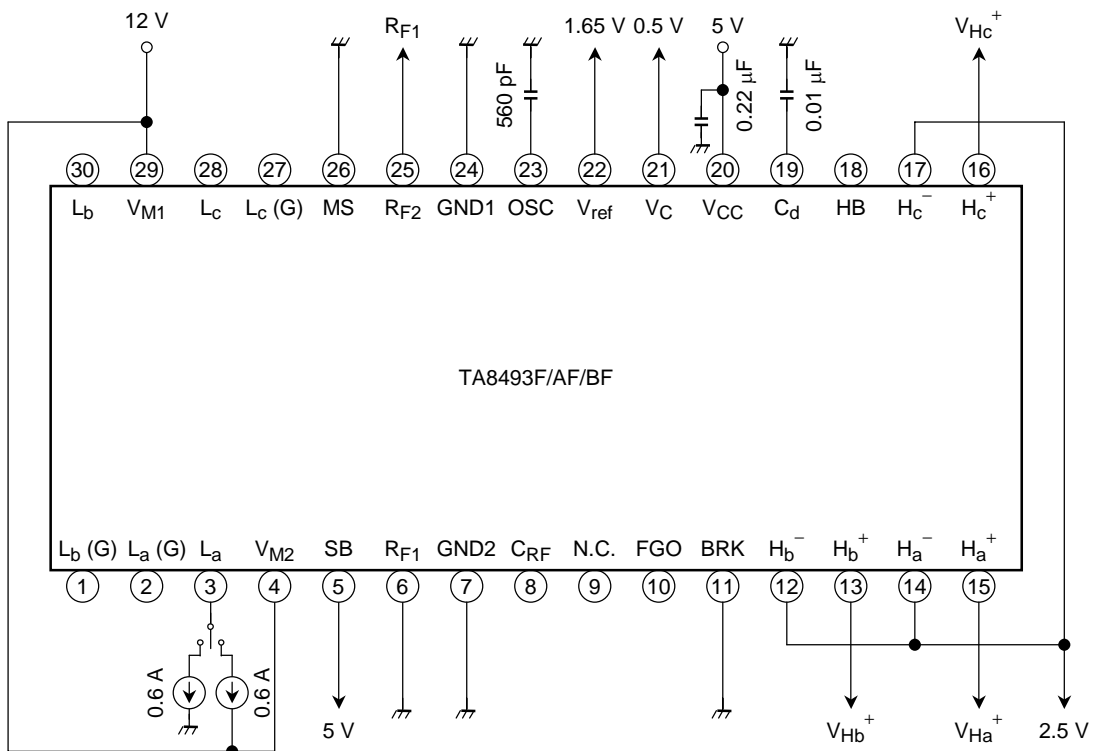 12 V
R_F1
1.65 V 0.5 V 5 V
V_Hc^+
560 pF
0.22 µF
0.01 µF
30 29 28 27 26 25 24 23 22 21 20 19 18 17 16
L_b V_M1 L_c L_c (G) MS R_F2 GND1 OSC V_ref V_C V_CC C_d HB H_c^- H_c^+
TA8493F/AF/BF
L_b (G) L_a (G) L_a V_M2 SB R_F1 GND2 C_RF N.C. FGO BRK H_b^- H_b^+ H_a^- H_a^+
1 2 3 4 5 6 7 8 9 10 11 12 13 14 15
0.6 A
0.6 A
5 V
V_Hb^+
V_Ha^+
2.5 V